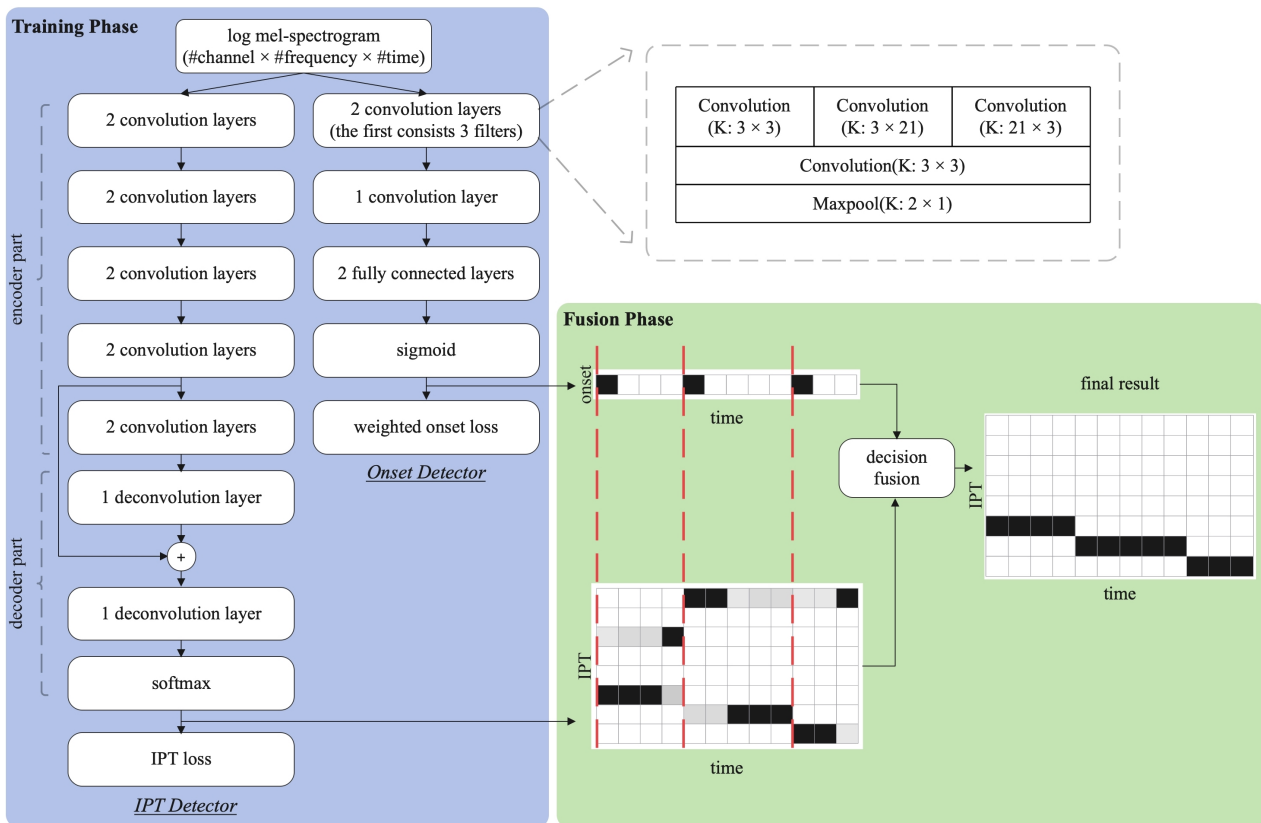 Training Phase
log mel-spectrogram
(#channel × #frequency × #time)
encoder part
2 convolution layers
2 convolution layers
2 convolution layers
2 convolution layers
2 convolution layers
decoder part
1 deconvolution layer
+
1 deconvolution layer
softmax
IPT loss
IPT Detector
2 convolution layers
(the first consists 3 filters)
1 convolution layer
2 fully connected layers
sigmoid
weighted onset loss
Onset Detector
Convolution
(K: 3 × 3)
Convolution
(K: 3 × 21)
Convolution
(K: 21 × 3)
Convolution(K: 3 × 3)
Maxpool(K: 2 × 1)
Fusion Phase
onset
time
IPT
time
decision
fusion
final result
IPT
time